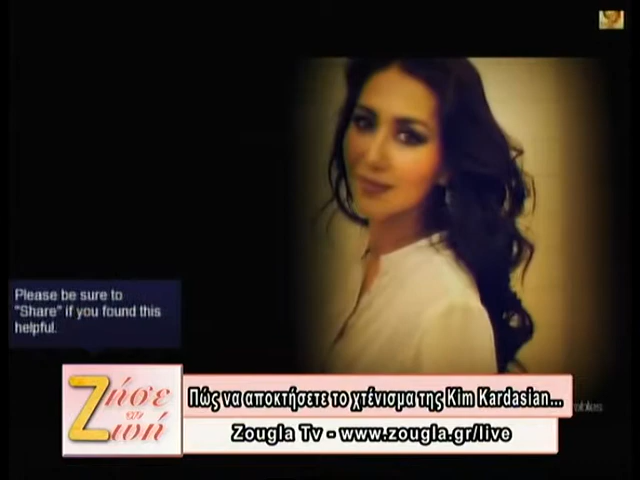 Please be sure to
"Share" if you found this
helpful.
Ζήσε
την
Ζωή
Πώς να αποκτήσετε το χτένισμα της Kim Kardasian...
Zougla Tv - www.zougla.gr/live